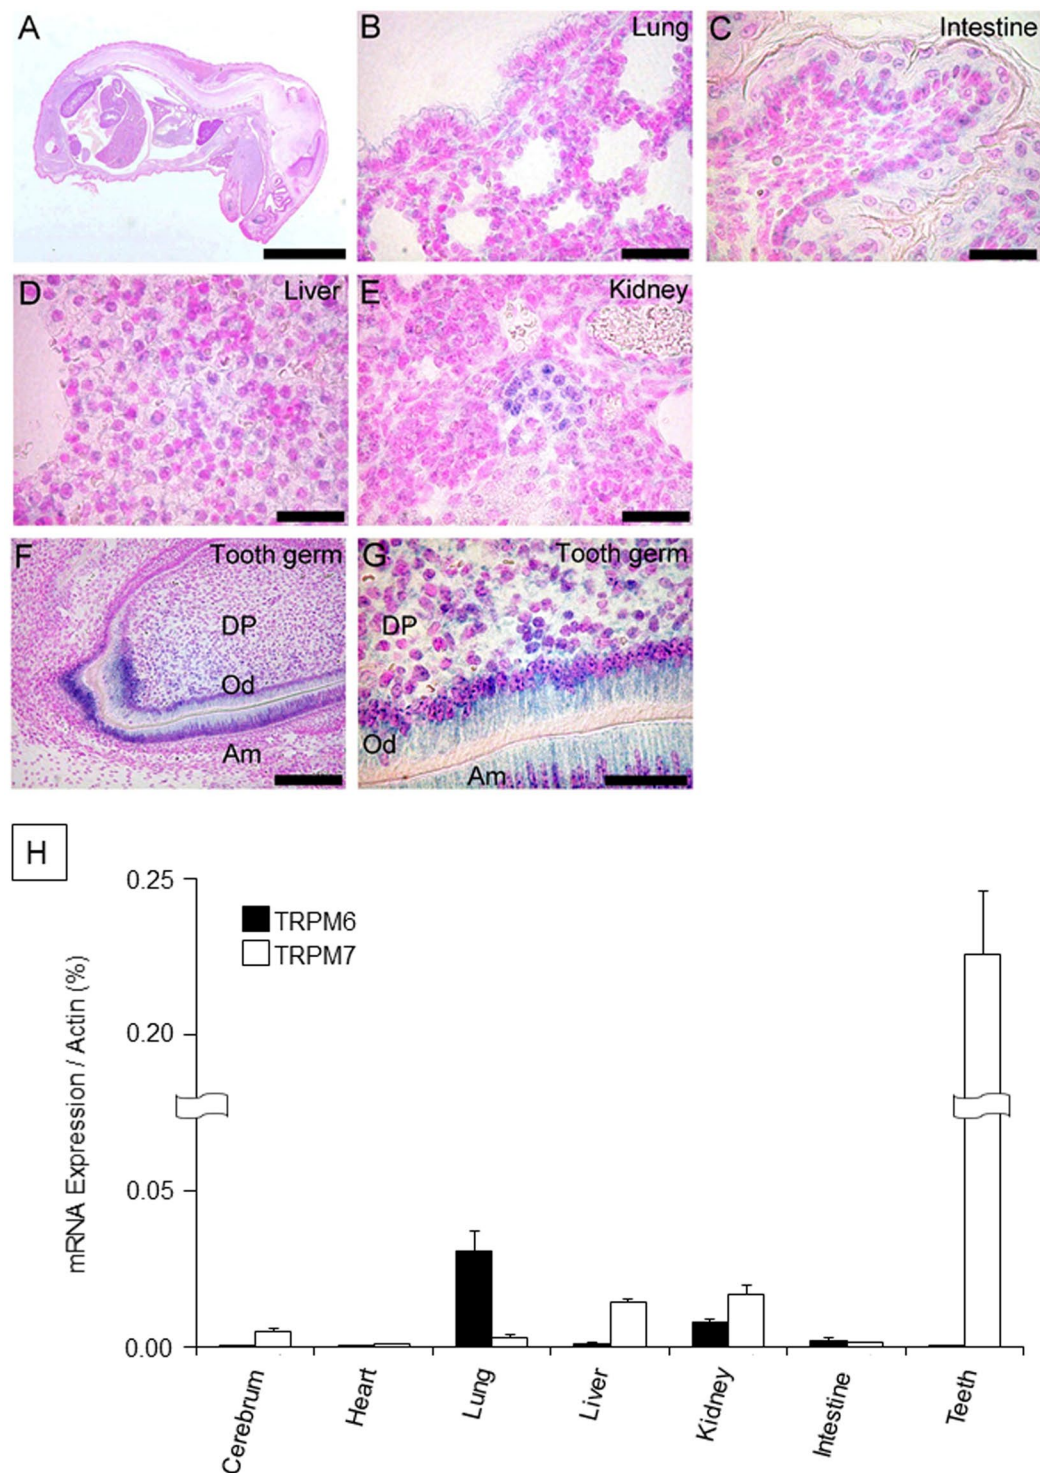 A
B
Lung
C
Intestine
D
Liver
E
Kidney
F
Tooth germ
DP
Od
Am
G
Tooth germ
DP
Od
Am
H
mRNA Expression / Actin (%)
0.25
0.20
0.05
0.00
TRPM6
TRPM7
Cerebrum
Heart
Lung
Liver
Kidney
Intestine
Teeth